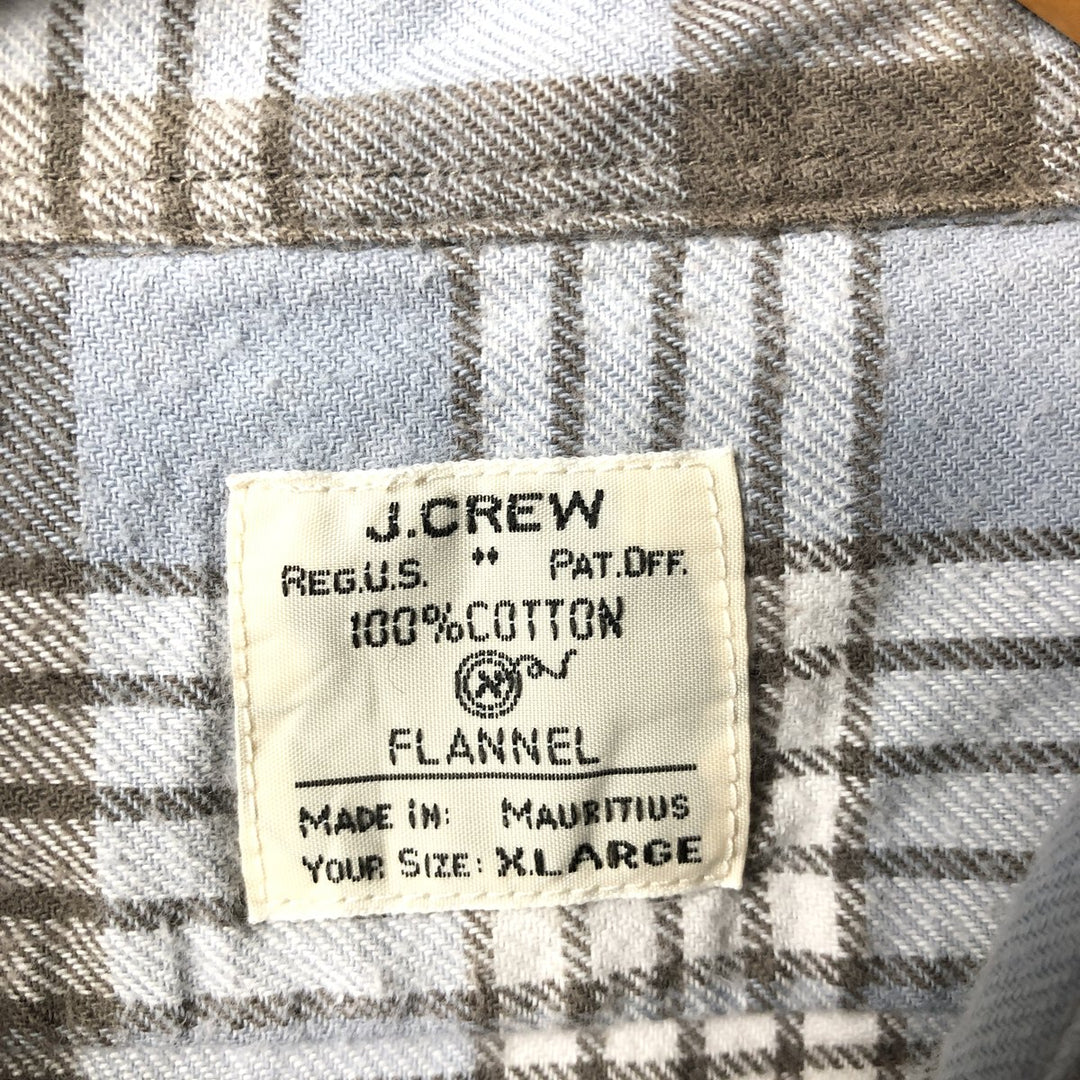 J.CREW
REG.U.S. " PAT.OFF.
100%COTTON
FLANNEL
MADE IN: MAURITIUS
YOUR SIZE: X.LARGE